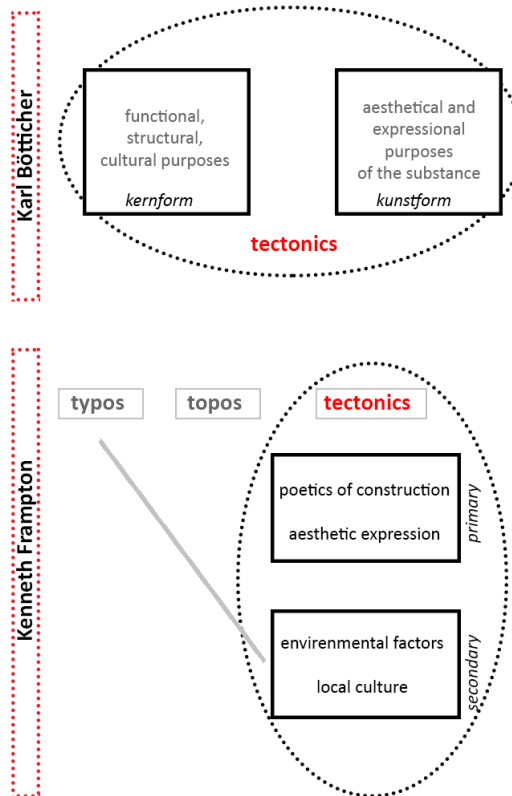 Karl Bötticher
functional,
structural,
cultural purposes
kernform
aesthetical and
expressional
purposes
of the substance
kunstform
tectonics
Kenneth Frampton
typos
topos
tectonics
poetics of construction
aesthetic expression
primary
envirenmental factors
local culture
secondary